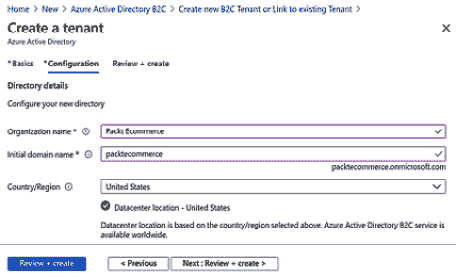 Home > New > Azure Active Directory B2C > Create new B2C Tenant or Link to existing Tenant >
Create a tenant
Azure Active Directory
* Basics * Configuration Review + create
Directory details
Configure your new directory
Organization name *
Packt Ecommerce
Initial domain name *
packtecommerce
packtecommerce.onmicrosoft.com
Country/Region
United States
Datacenter location - United States
Datacenter location is based on the country/region selected above. Azure Active Directory B2C service is
available worldwide.
Review + create < Previous Next : Review + create >